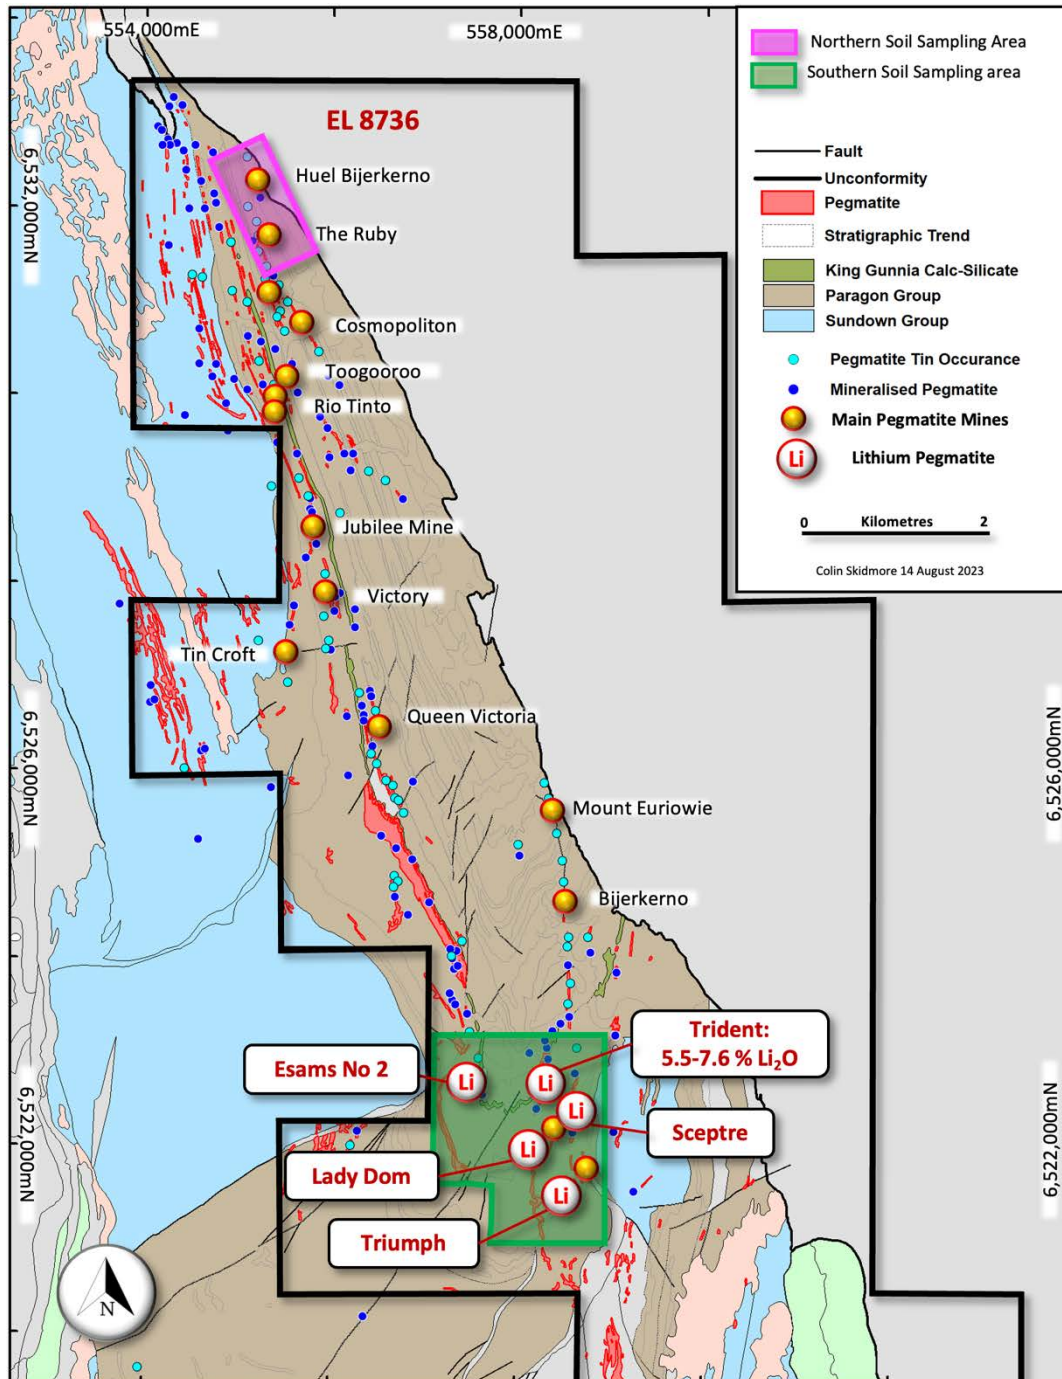 554,000mE
558,000mE
Northern Soil Sampling Area
Southern Soil Sampling area
Fault
Unconformity
Pegmatite
Stratigraphic Trend
King Gunnia Calc-Silicate
Paragon Group
Sundown Group
Pegmatite Tin Occurance
Mineralised Pegmatite
Main Pegmatite Mines
Li
Lithium Pegmatite
0 Kilometres 2
Colin Skidmore 14 August 2023
EL 8736
6,532,000mN
Huel Bijerkerno
The Ruby
Cosmopoliton
Toogooroo
Rio Tinto
Jubilee Mine
Victory
Tin Croft
Queen Victoria
6,526,000mN
6,526,000mN
Mount Euriowie
Bijerkerno
Trident:
5.5-7.6 % Li₂O
Esams No 2
Li
Li
Li
Sceptre
6,522,000mN
6,522,000mN
Li
Lady Dom
Li
Triumph
N